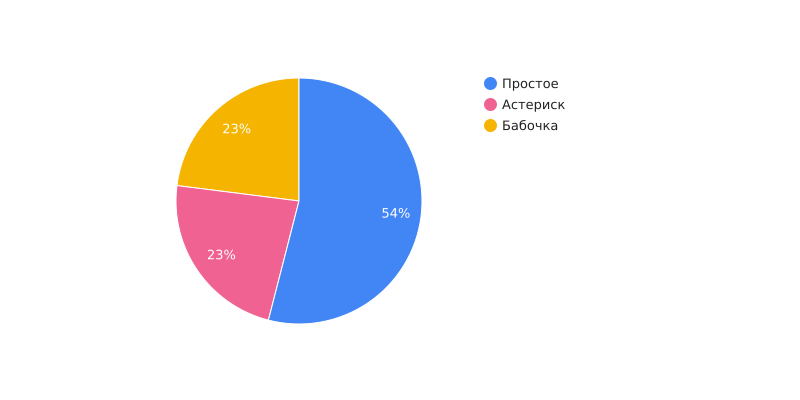 Простое
Астериск
Бабочка
23%
54%
23%